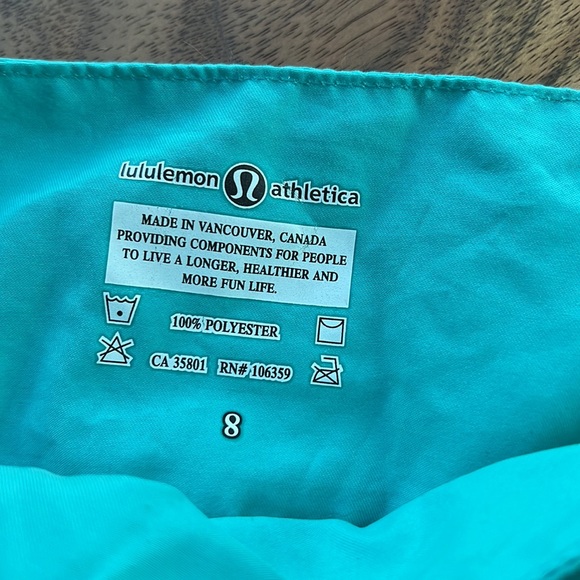 lululemon athletica
MADE IN VANCOUVER, CANADA
PROVIDING COMPONENTS FOR PEOPLE
TO LIVE A LONGER, HEALTHIER AND
MORE FUN LIFE.
100% POLYESTER
CA 35801 RN# 106359
8